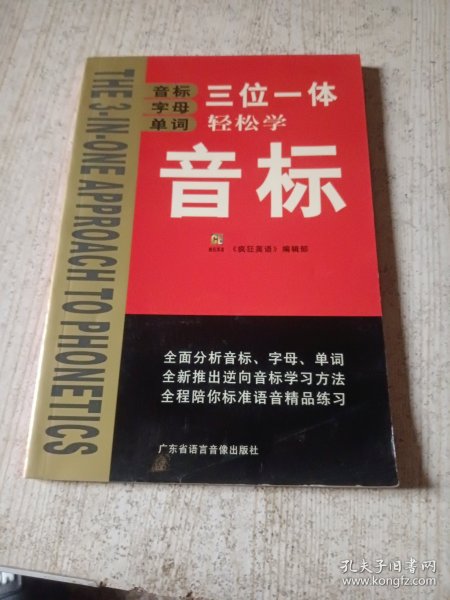 THE 3-IN-ONE APPROACH TO PHONETICS
音标
字母
单词
三位一体
轻松学
音标
《疯狂英语》编辑部
全面分析音标、字母、单词
全新推出逆向音标学习方法
全程陪你标准语音精品练习
广东省语言音像出版社
孔夫子旧书网
www.kongfz.com